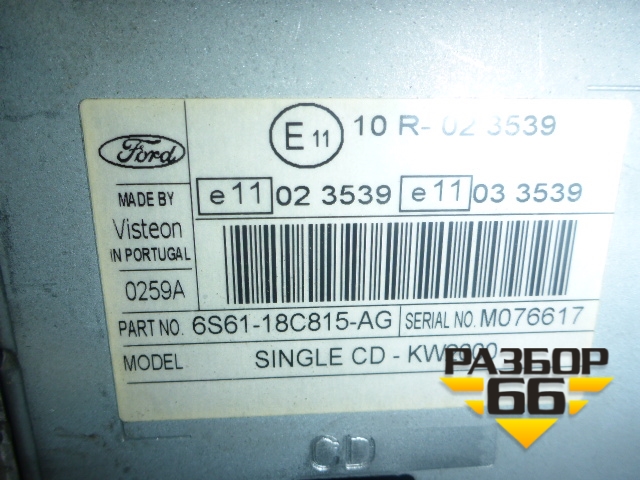 E 11 10 R- 02 3539
Ford
MADE BY
Visteon
IN PORTUGAL
e11 02 3539 e11 03 3539
0259A
PART NO. 6S61-18C815-AG SERIAL NO. M076617
MODEL SINGLE CD -
РАЗБОР
66
CD